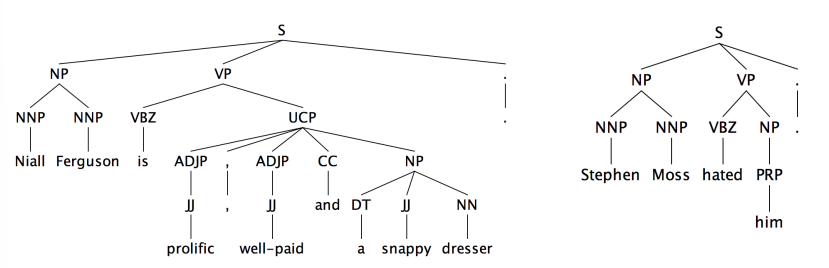 S S
NP VP . NP VP .
NNP NNP VBZ UCP . NNP NNP VBZ NP .
Niall Ferguson is ADJP , ADJP CC NP Stephen Moss hated PRP
JJ , JJ and DT JJ NN him
prolific well-paid a snappy dresser